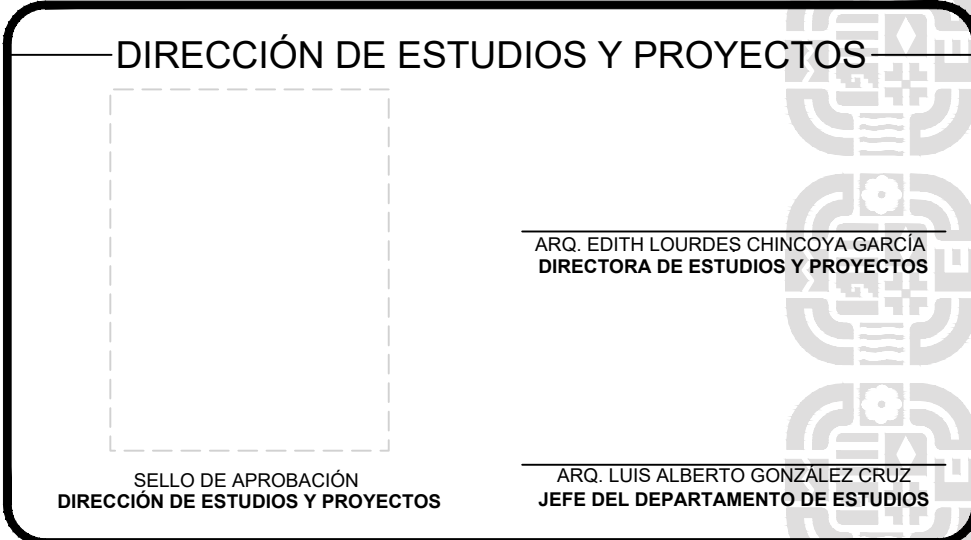 DIRECCIÓN DE ESTUDIOS Y PROYECTOS
ARQ. EDITH LOURDES CHINCOYA GARCÍA
DIRECTORA DE ESTUDIOS Y PROYECTOS
SELLO DE APROBACIÓN
DIRECCIÓN DE ESTUDIOS Y PROYECTOS
ARQ. LUIS ALBERTO GONZÁLEZ CRUZ
JEFE DEL DEPARTAMENTO DE ESTUDIOS